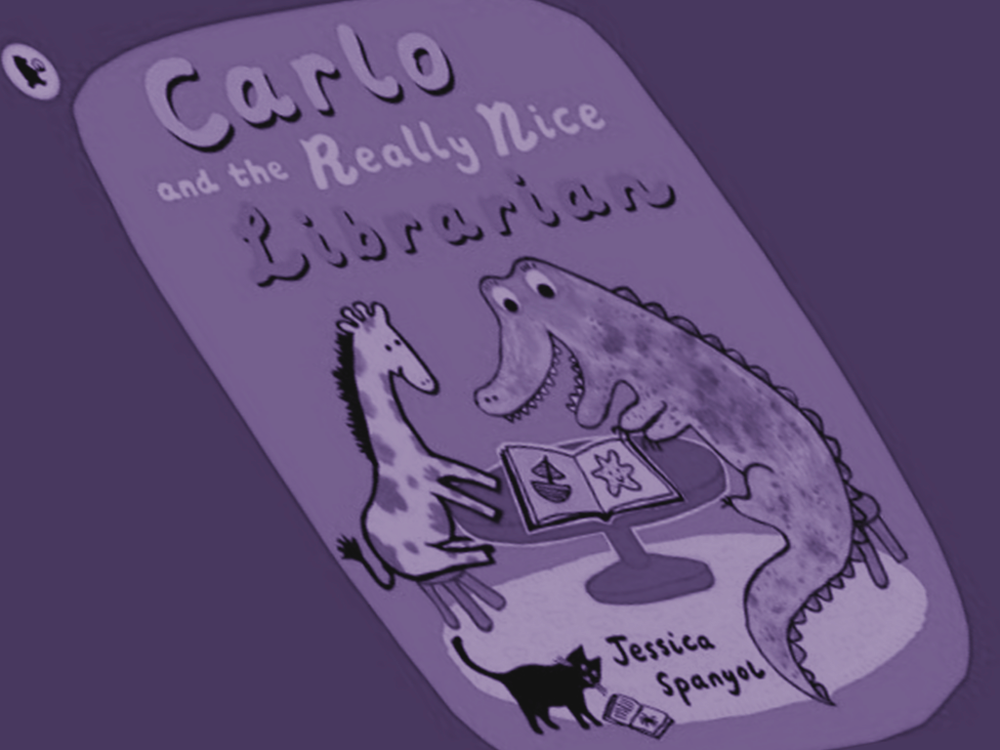 Carlo
and the Really Nice
Librarian
Jessica
Spanyol